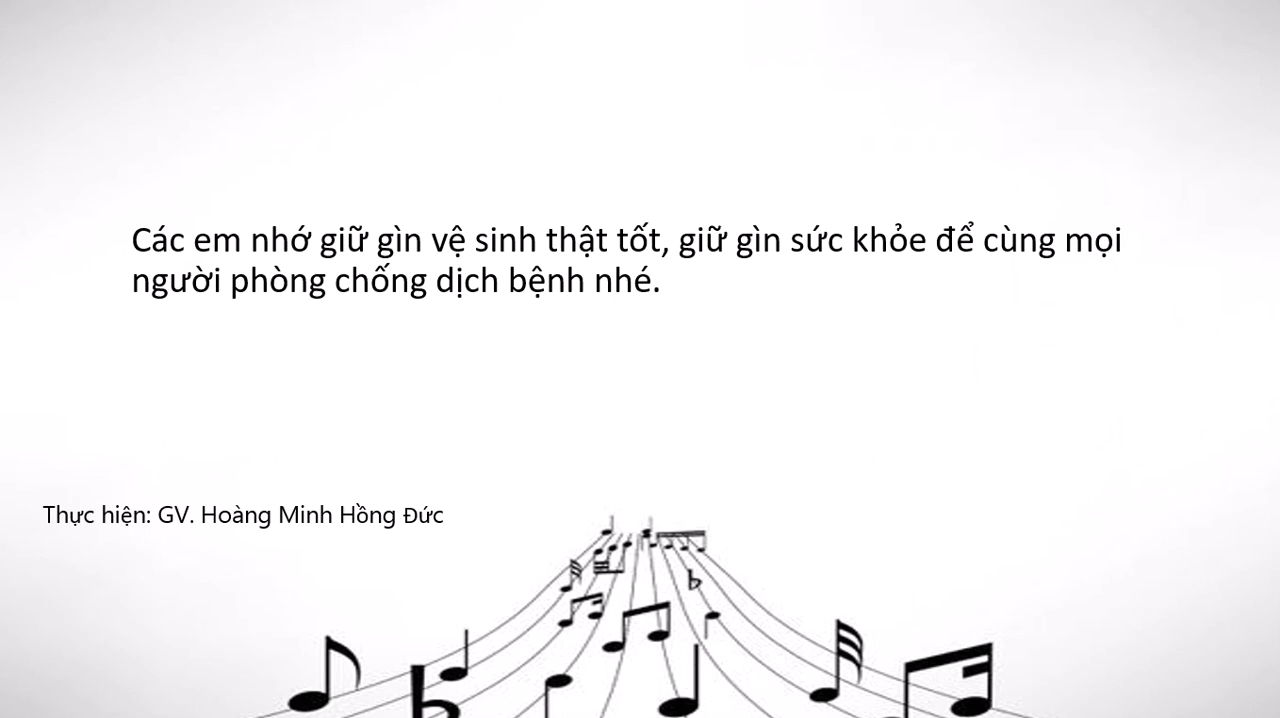 Các em nhớ giữ gìn vệ sinh thật tốt, giữ gìn sức khỏe để cùng mọi
người phòng chống dịch bệnh nhé.
Thực hiện: GV. Hoàng Minh Hồng Đức